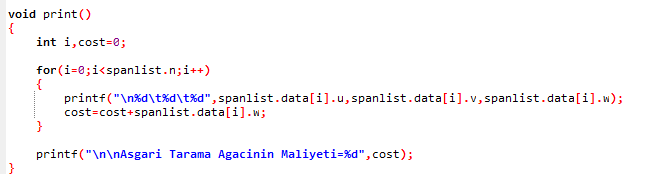 void print()
{
int i,cost=0;
for(i=0;i<spanlist.n;i++)
{
printf("\n%d\t%d\t%d",spanlist.data[i].u,spanlist.data[i].v,spanlist.data[i].w);
cost=cost+spanlist.data[i].w;
}
printf("\n\nAsgari Tarama Agacinin Maliyeti=%d",cost);
}